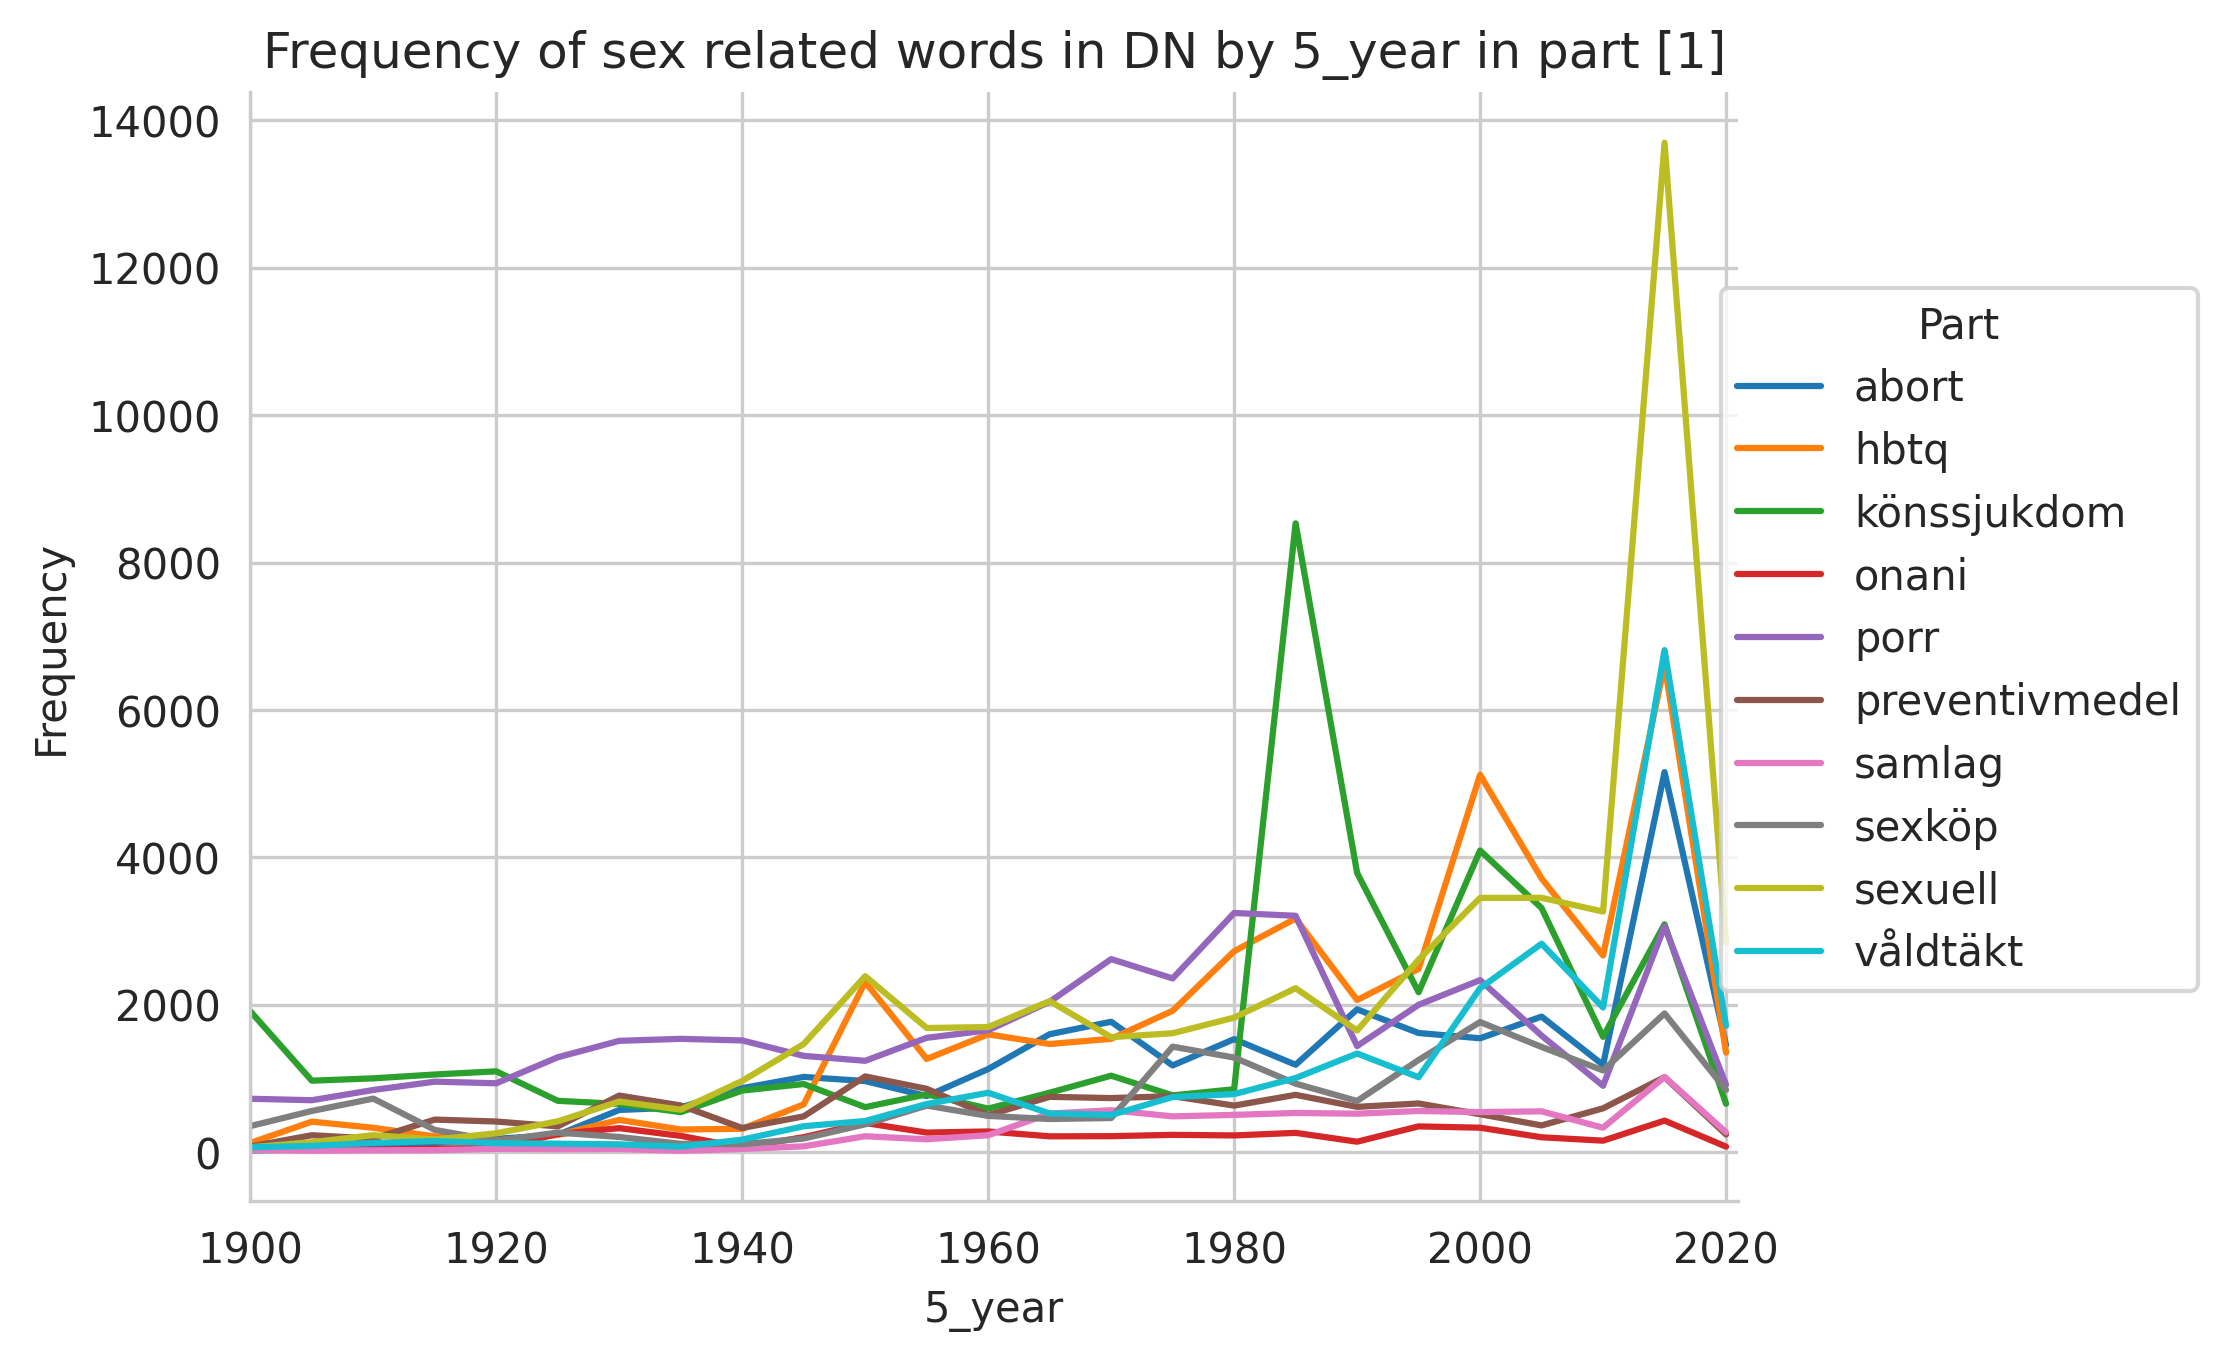 Frequency of sex related words in DN by 5_year in part [1]
14000
12000
10000
8000
6000
4000
2000
0
Frequency
1900 1920 1940 1960 1980 2000 2020
5_year
Part
abort
hbtq
könssjukdom
onani
porr
preventivmedel
samlag
sexköp
sexuell
våldtäkt